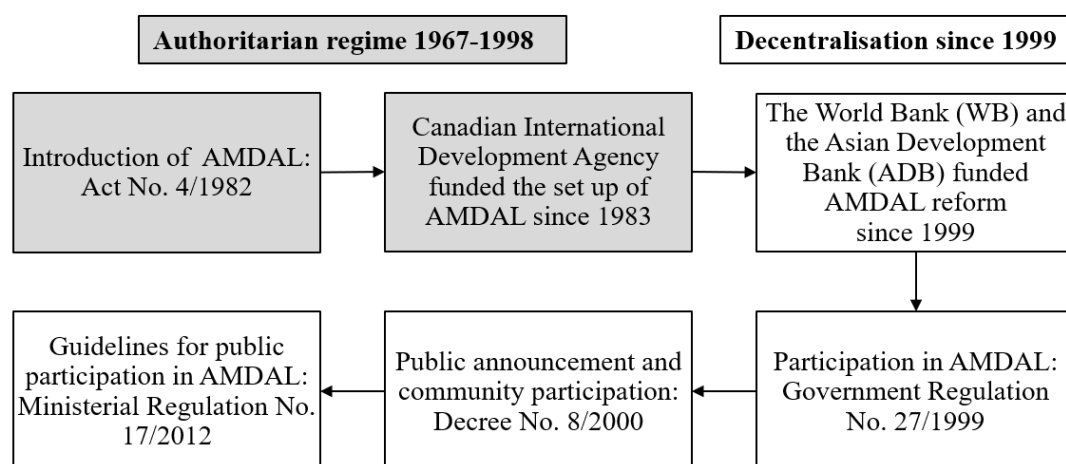 Authoritarian regime 1967-1998
Decentralisation since 1999
Introduction of AMDAL:
Act No. 4/1982
Canadian International
Development Agency
funded the set up of
AMDAL since 1983
The World Bank (WB) and
the Asian Development
Bank (ADB) funded
AMDAL reform
since 1999
Participation in AMDAL:
Government Regulation
No. 27/1999
Public announcement and
community participation:
Decree No. 8/2000
Guidelines for public
participation in AMDAL:
Ministerial Regulation No.
17/2012